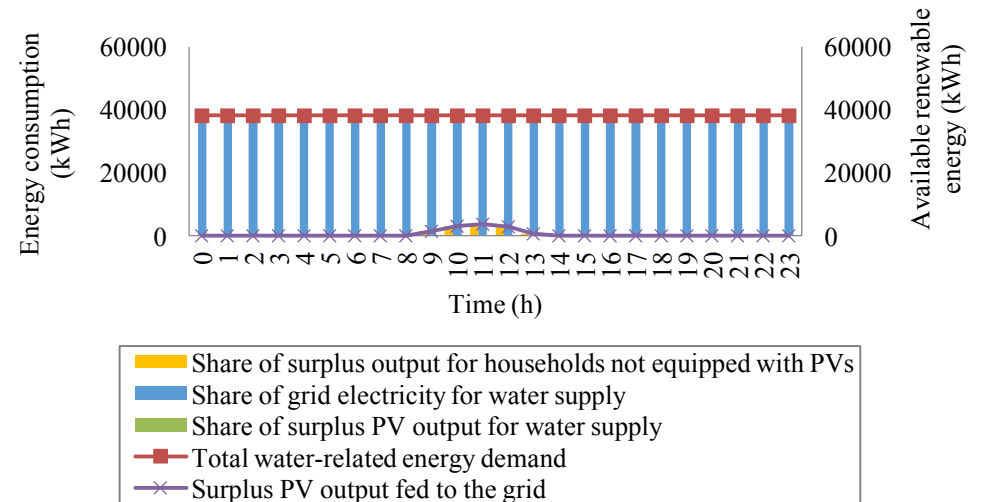 Energy consumption
(kWh)
60000
40000
20000
0
60000
40000
20000
0
Available renewable
energy (kWh)
0 1 2 3 4 5 6 7 8 9 10 11 12 13 14 15 16 17 18 19 20 21 22 23
Time (h)
Share of surplus output for households not equipped with PVs
Share of grid electricity for water supply
Share of surplus PV output for water supply
Total water-related energy demand
Surplus PV output fed to the grid